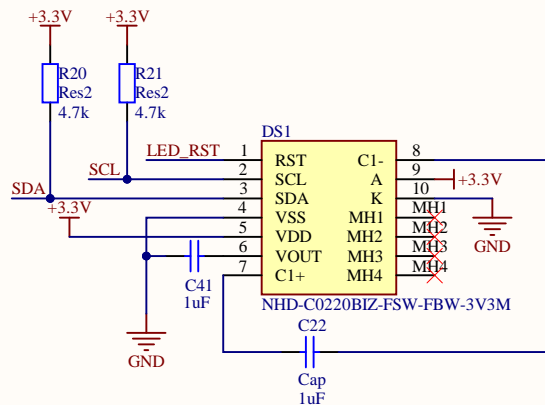 +3.3V
+3.3V
R20
Res2
4.7k
R21
Res2
4.7k
DS1
LED_RST
SCL
SDA
+3.3V
1
2
3
4
5
6
7
RST
SCL
SDA
VSS
VDD
VOUT
C1+
C1-
A
K
MH1
MH2
MH3
MH4
8
9
10
MH1
MH2
MH3
MH4
+3.3V
GND
C41
1uF
NHD-C0220BIZ-FSW-FBW-3V3M
GND
C22
Cap
1uF